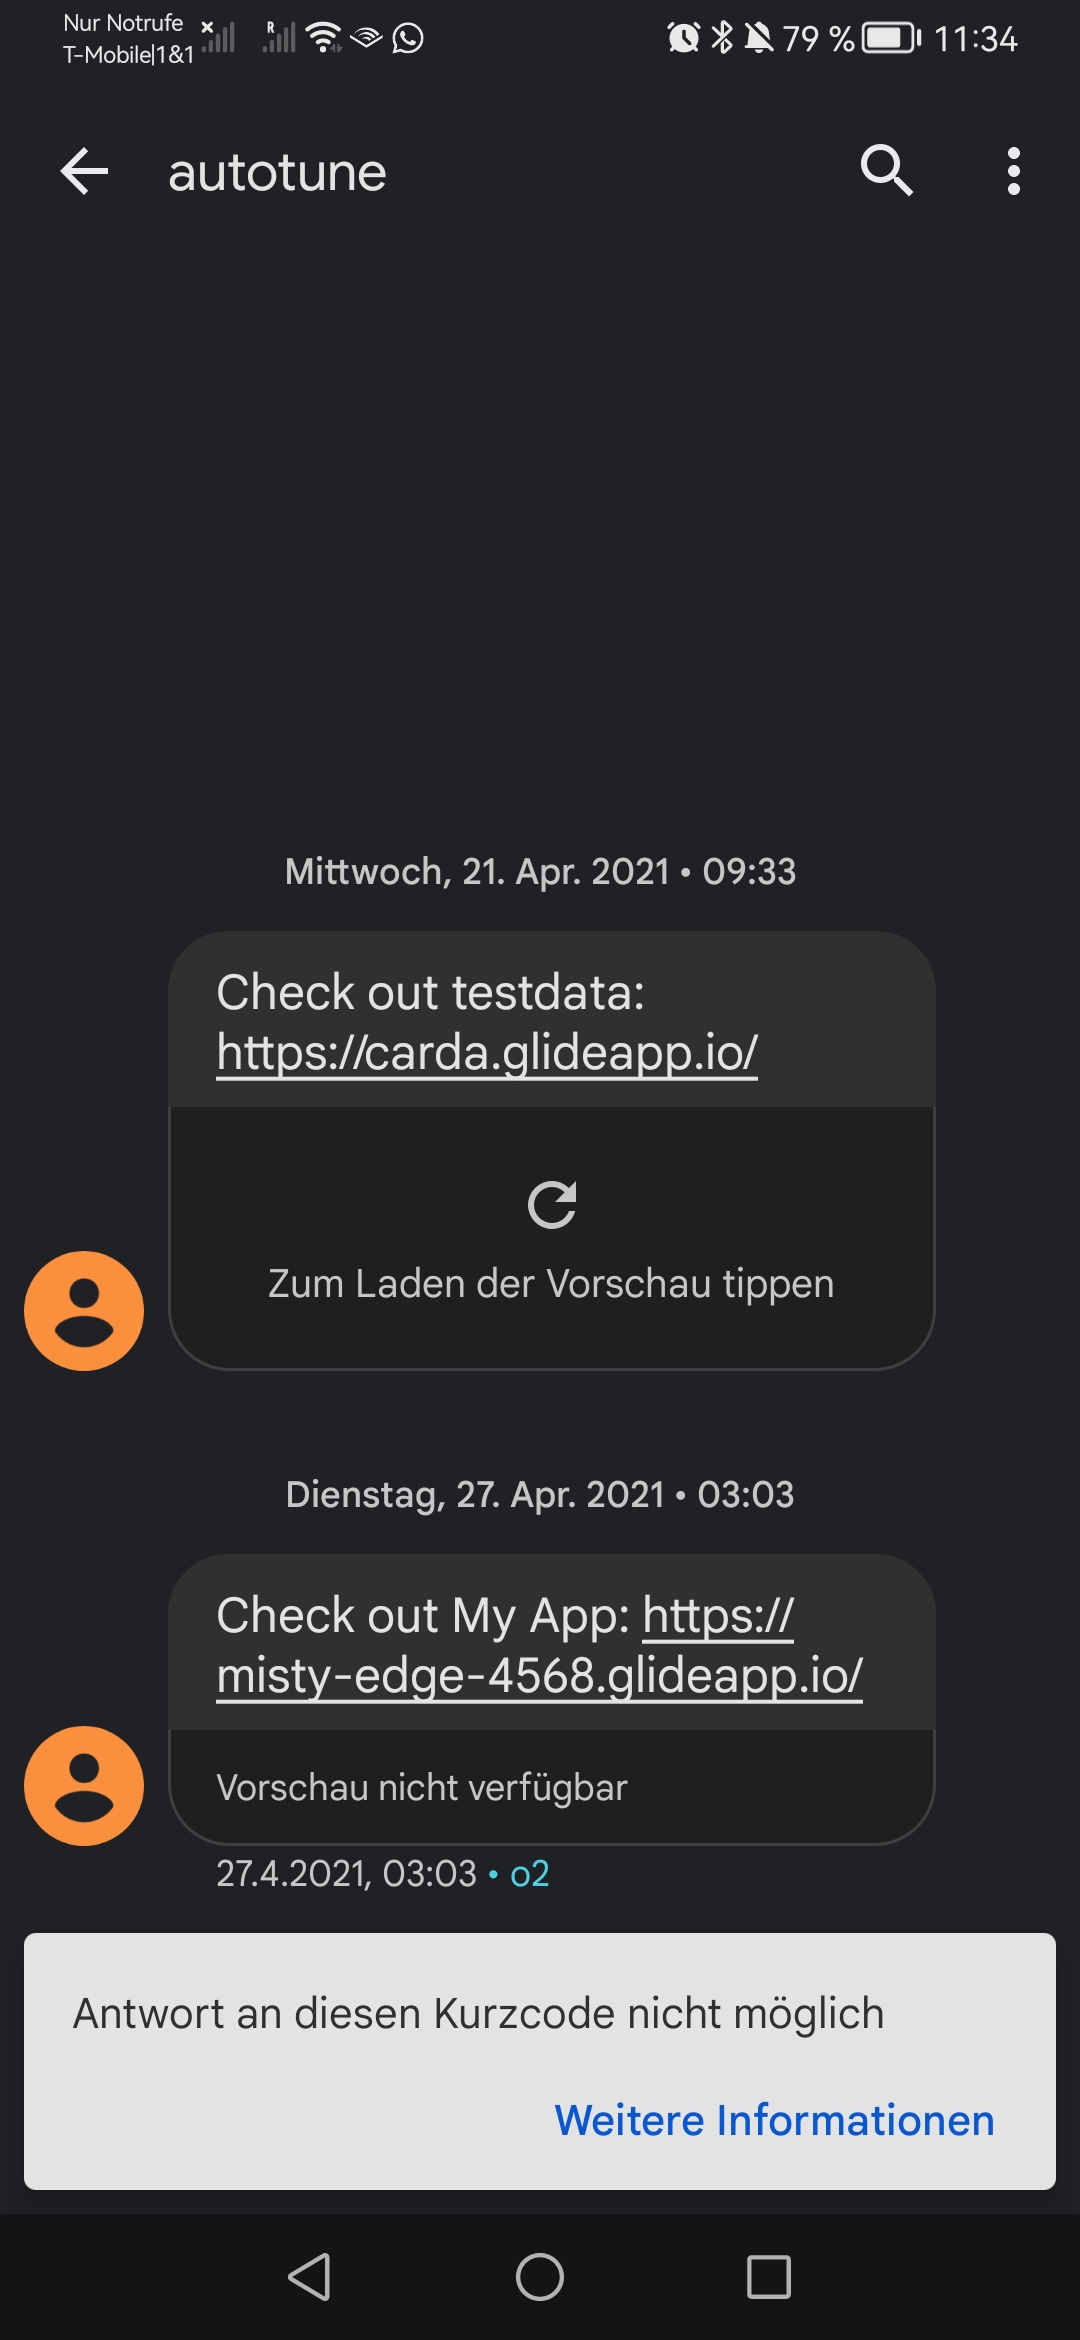 Nur Notrufe
T-Mobile|1&1
R
79 %
11:34
autotune
Mittwoch, 21. Apr. 2021 • 09:33
Check out testdata:
https://carda.glideapp.io/
Zum Laden der Vorschau tippen
Dienstag, 27. Apr. 2021 • 03:03
Check out My App: https://
misty-edge-4568.glideapp.io/
Vorschau nicht verfügbar
27.4.2021, 03:03 • o2
Antwort an diesen Kurzcode nicht möglich
Weitere Informationen